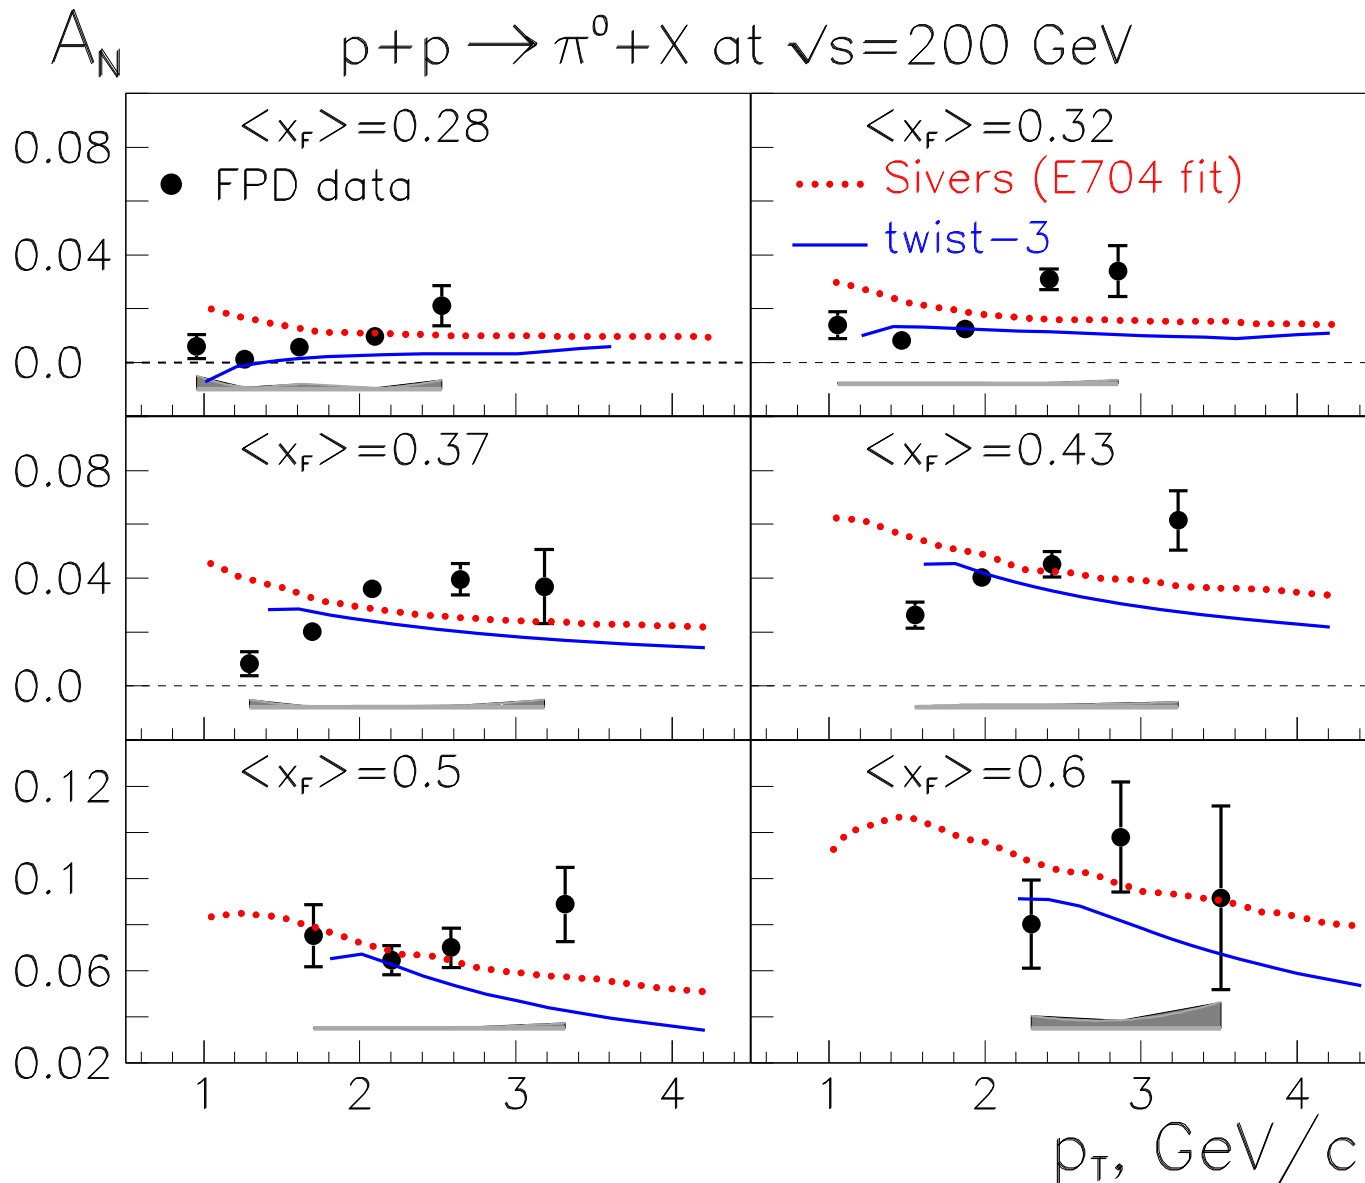 A_N p+p → π⁰+X at √s=200 GeV
<x_F>=0.28 <x_F>=0.32
0.08
FPD data Sivers (E704 fit)
0.04 twist-3
0.0
<x_F>=0.37 <x_F>=0.43
0.08
0.04
0.0
<x_F>=0.5 <x_F>=0.6
0.12
0.1
0.06
0.02
1 2 3 4 1 2 3 4
p_T, GeV/c